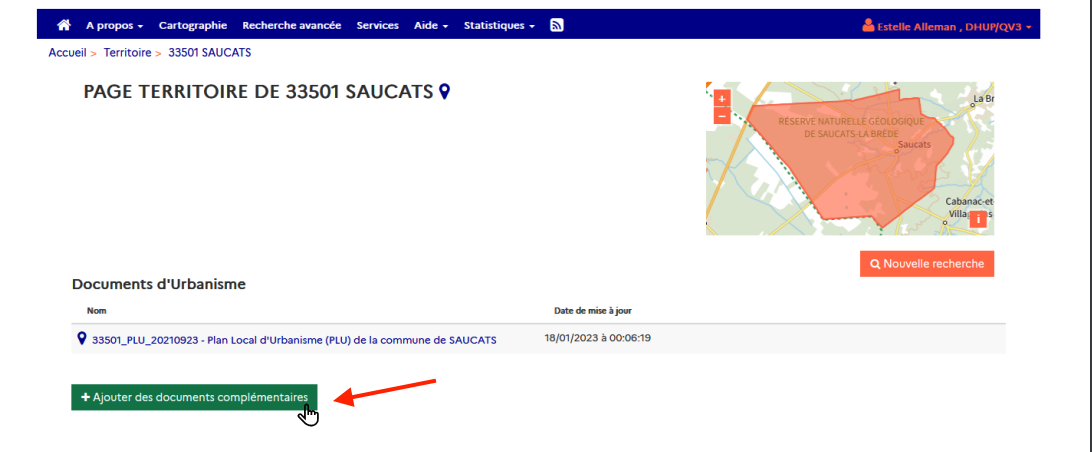 A propos Cartographie Recherche avancée Services Aide Statistiques Estelle Alleman , DHUP/QV3
Accueil > Territoire > 33501 SAUCATS
PAGE TERRITOIRE DE 33501 SAUCATS
+
−
La Br
RÉSERVE NATURELLE GÉOLOGIQUE
DE SAUCATS-LA BRÈDE
Saucats
Cabanac-et
Villa
ns
i
Nouvelle recherche
Documents d'Urbanisme
Nom Date de mise à jour
33501_PLU_20210923 - Plan Local d'Urbanisme (PLU) de la commune de SAUCATS 18/01/2023 à 00:06:19
+ Ajouter des documents complémentaires